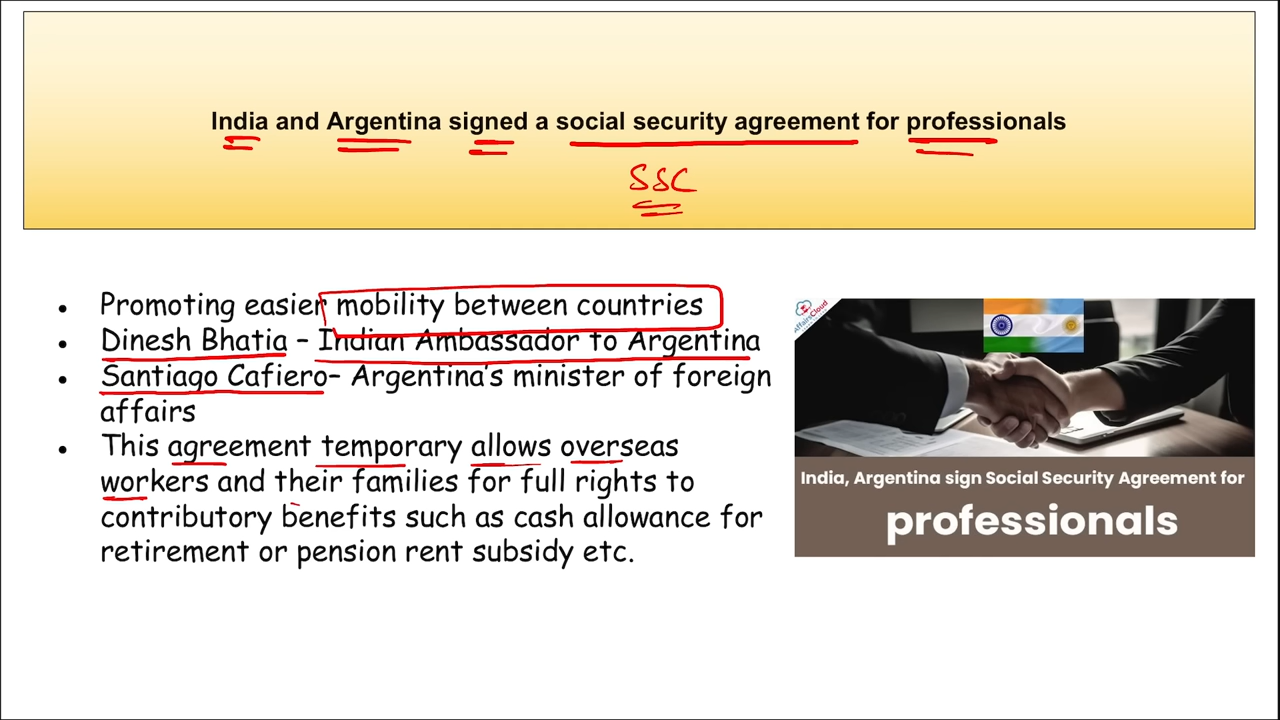 India and Argentina signed a social security agreement for professionals
SSC
• Promoting easier mobility between countries
• Dinesh Bhatia – Indian Ambassador to Argentina
• Santiago Cafiero– Argentina's minister of foreign
affairs
• This agreement temporary allows overseas
workers and their families for full rights to
contributory benefits such as cash allowance for
retirement or pension rent subsidy etc.
AffairsCloud
India, Argentina sign Social Security Agreement for
professionals